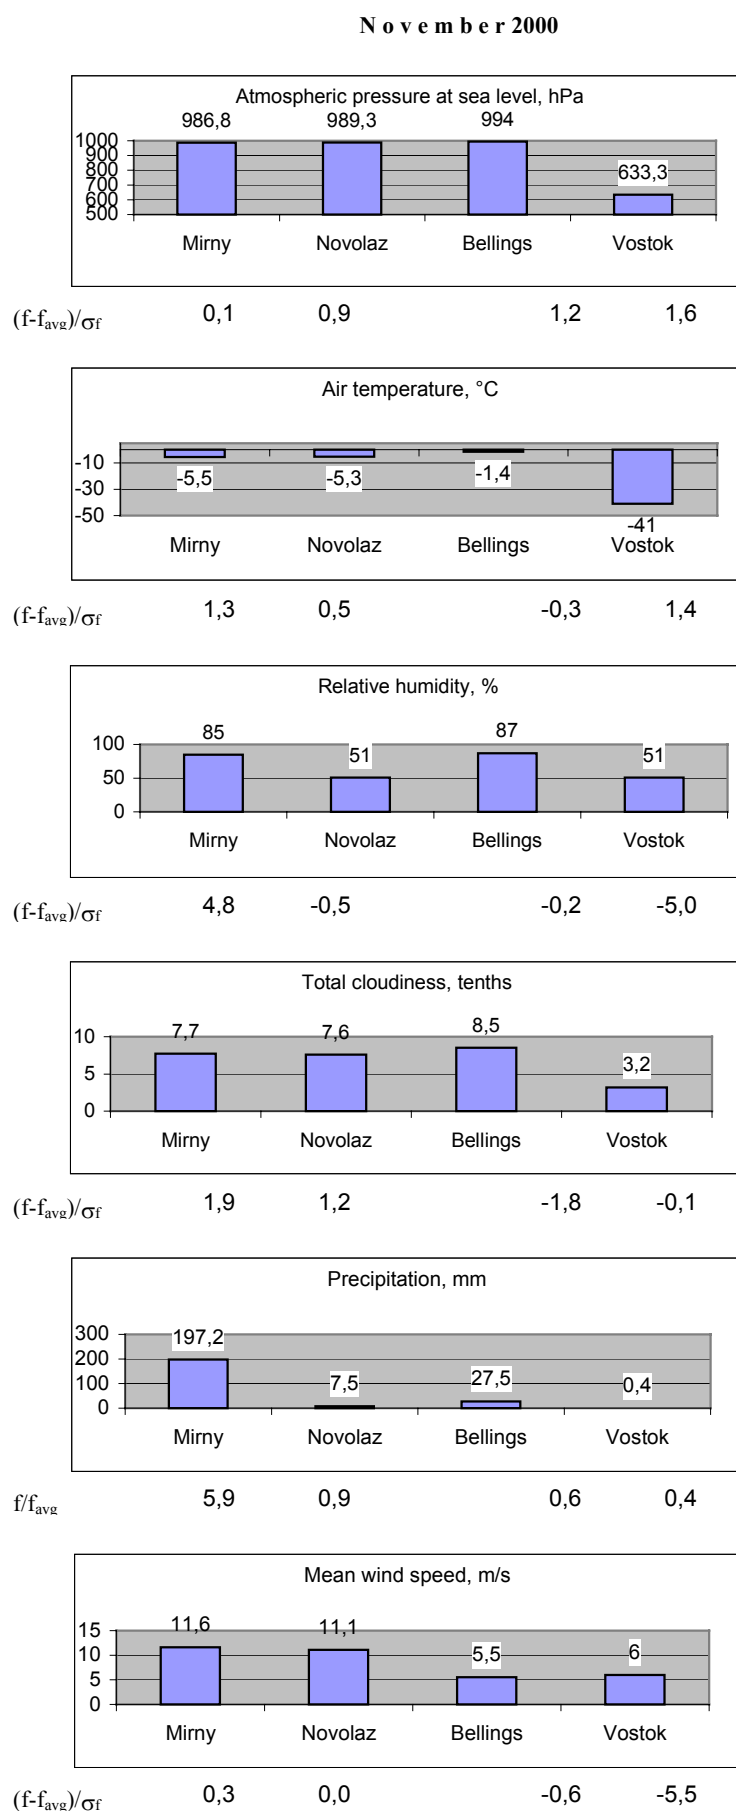 N o v e m b e r 2000
Atmospheric pressure at sea level, hPa
986,8 989,3 994 633,3
1000
900
800
700
600
500
Mirny Novolaz Bellings Vostok
(f-favg)/σf 0,1 0,9 1,2 1,6
Air temperature, °C
-10
-30
-50
-5,5 -5,3 -1,4 -41
Mirny Novolaz Bellings Vostok
(f-favg)/σf 1,3 0,5 -0,3 1,4
Relative humidity, %
85 51 87 51
100
50
0
Mirny Novolaz Bellings Vostok
(f-favg)/σf 4,8 -0,5 -0,2 -5,0
Total cloudiness, tenths
7,7 7,6 8,5 3,2
10
5
0
Mirny Novolaz Bellings Vostok
(f-favg)/σf 1,9 1,2 -1,8 -0,1
Precipitation, mm
197,2 7,5 27,5 0,4
300
200
100
0
Mirny Novolaz Bellings Vostok
f/favg 5,9 0,9 0,6 0,4
Mean wind speed, m/s
11,6 11,1 5,5 6
15
10
5
0
Mirny Novolaz Bellings Vostok
(f-favg)/σf 0,3 0,0 -0,6 -5,5